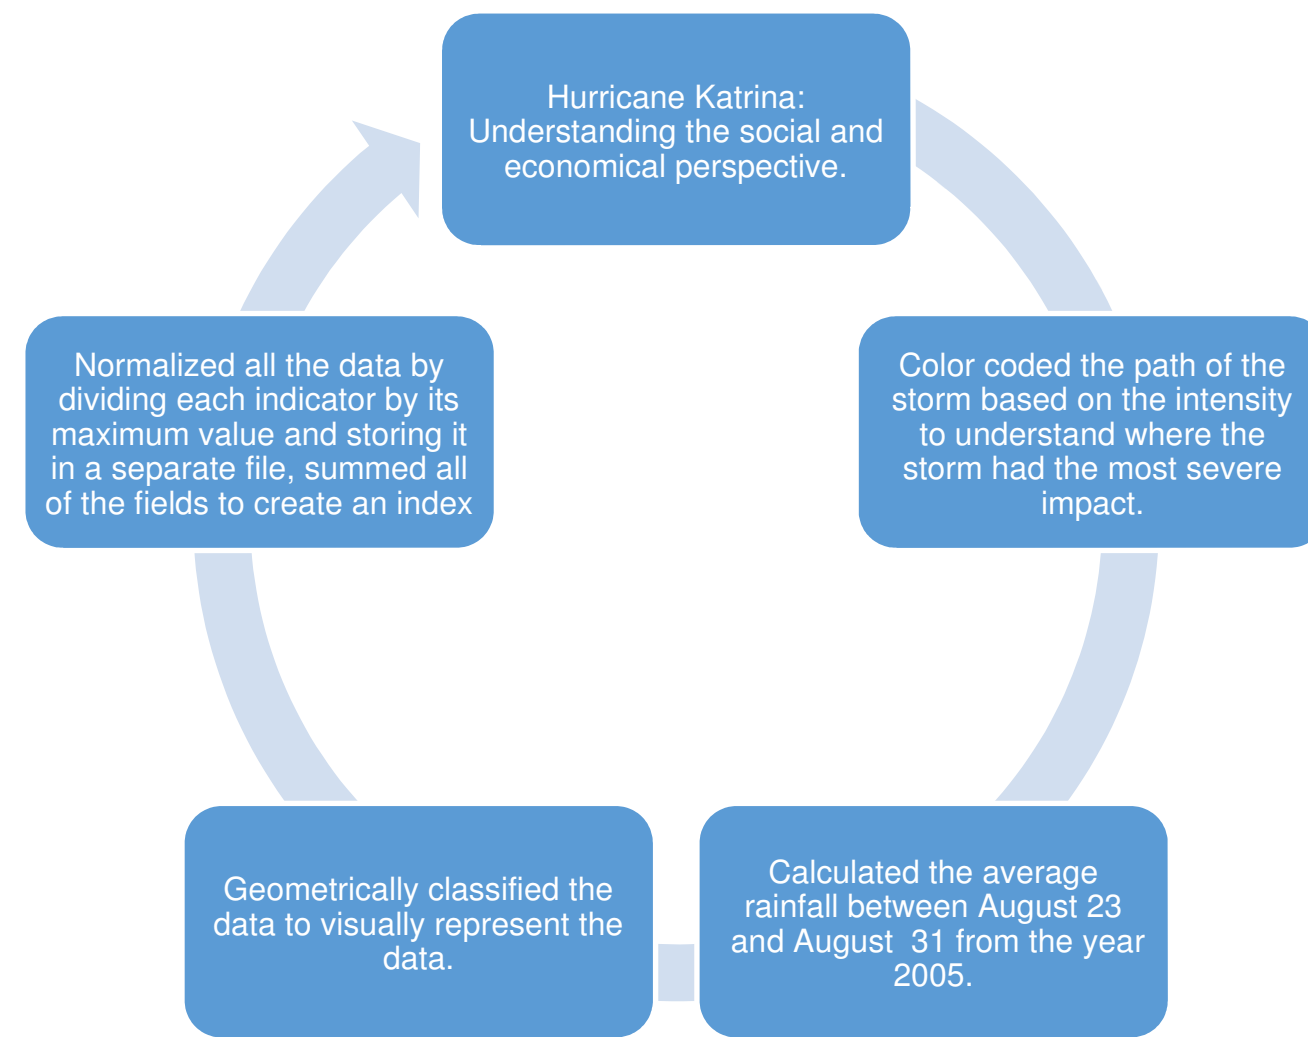 Hurricane Katrina:
Understanding the social and
economical perspective.
Color coded the path of the
storm based on the intensity
to understand where the
storm had the most severe
impact.
Calculated the average
rainfall between August 23
and August  31 from the year
2005.
Geometrically classified the
data to visually represent the
data.
Normalized all the data by
dividing each indicator by its
maximum value and storing it
in a separate file, summed all
of the fields to create an index